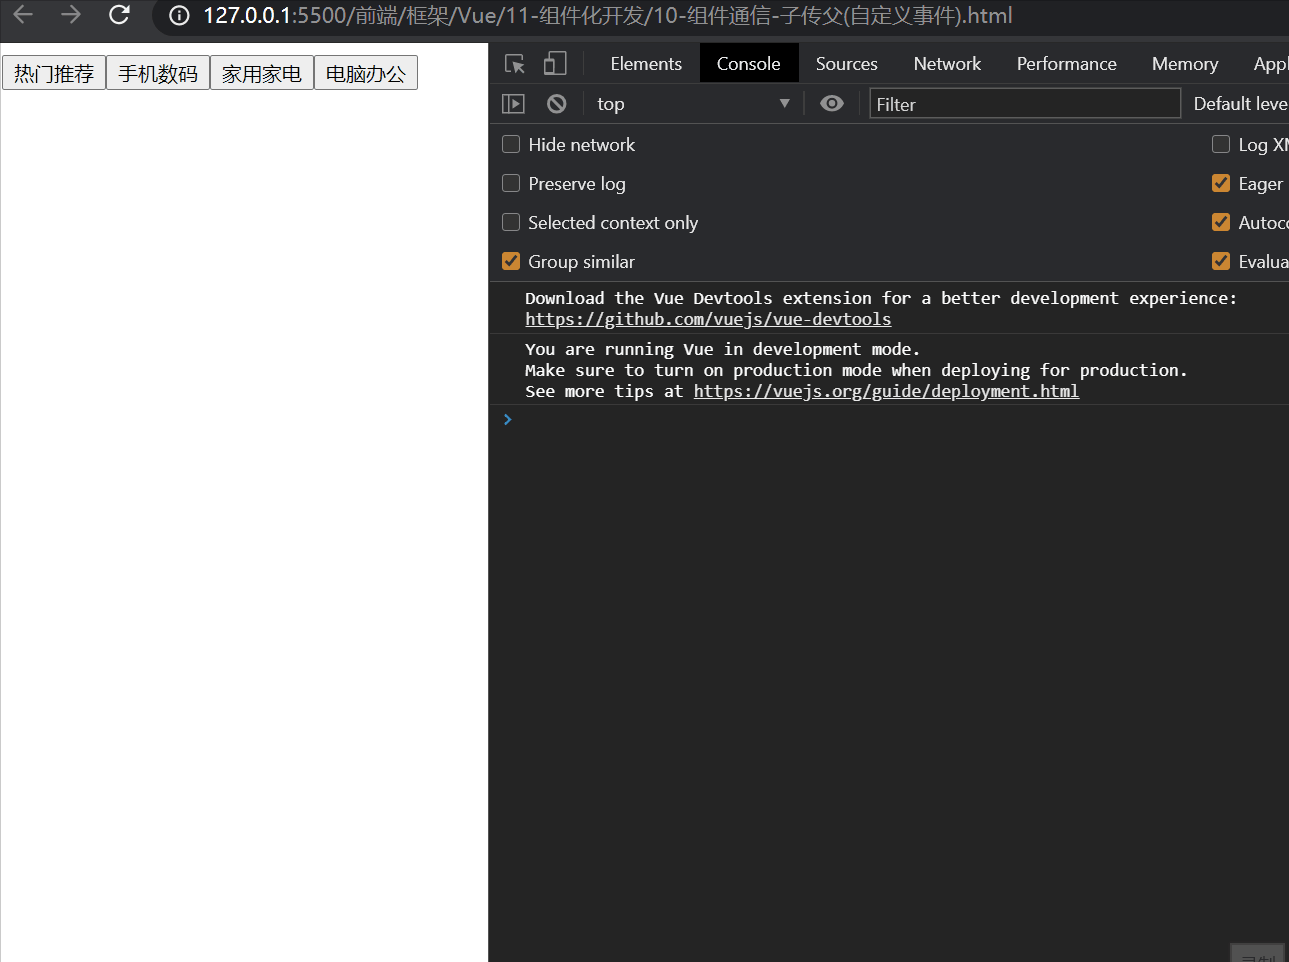 127.0.0.1:5500/前端/框架/Vue/11-组件化开发/10-组件通信-子传父(自定义事件).html
热门推荐 手机数码 家用家电 电脑办公
Elements Console Sources Network Performance Memory Appl
top Filter Default leve
Hide network Log XM
Preserve log Eager
Selected context only Autoco
Group similar Evalua
Download the Vue Devtools extension for a better development experience:
https://github.com/vuejs/vue-devtools
You are running Vue in development mode.
Make sure to turn on production mode when deploying for production.
See more tips at https://vuejs.org/guide/deployment.html